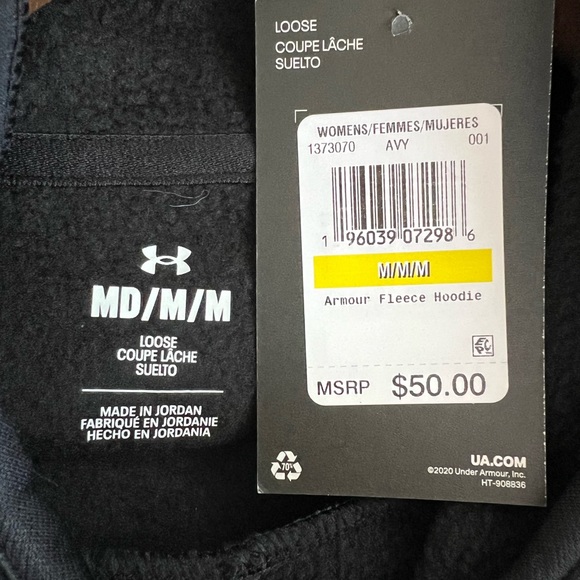 MD/M/M
LOOSE
COUPE LÂCHE
SUELTO
MADE IN JORDAN
FABRIQUÉ EN JORDANIE
HECHO EN JORDANIA
LOOSE
COUPE LÂCHE
SUELTO
WOMENS/FEMMES/MUJERES
1373070 AVY 001
1 96039 07298 6
M/M/M
Armour Fleece Hoodie
MSRP $50.00
70%
UA.COM
©2020 Under Armour, Inc.
HT-908836